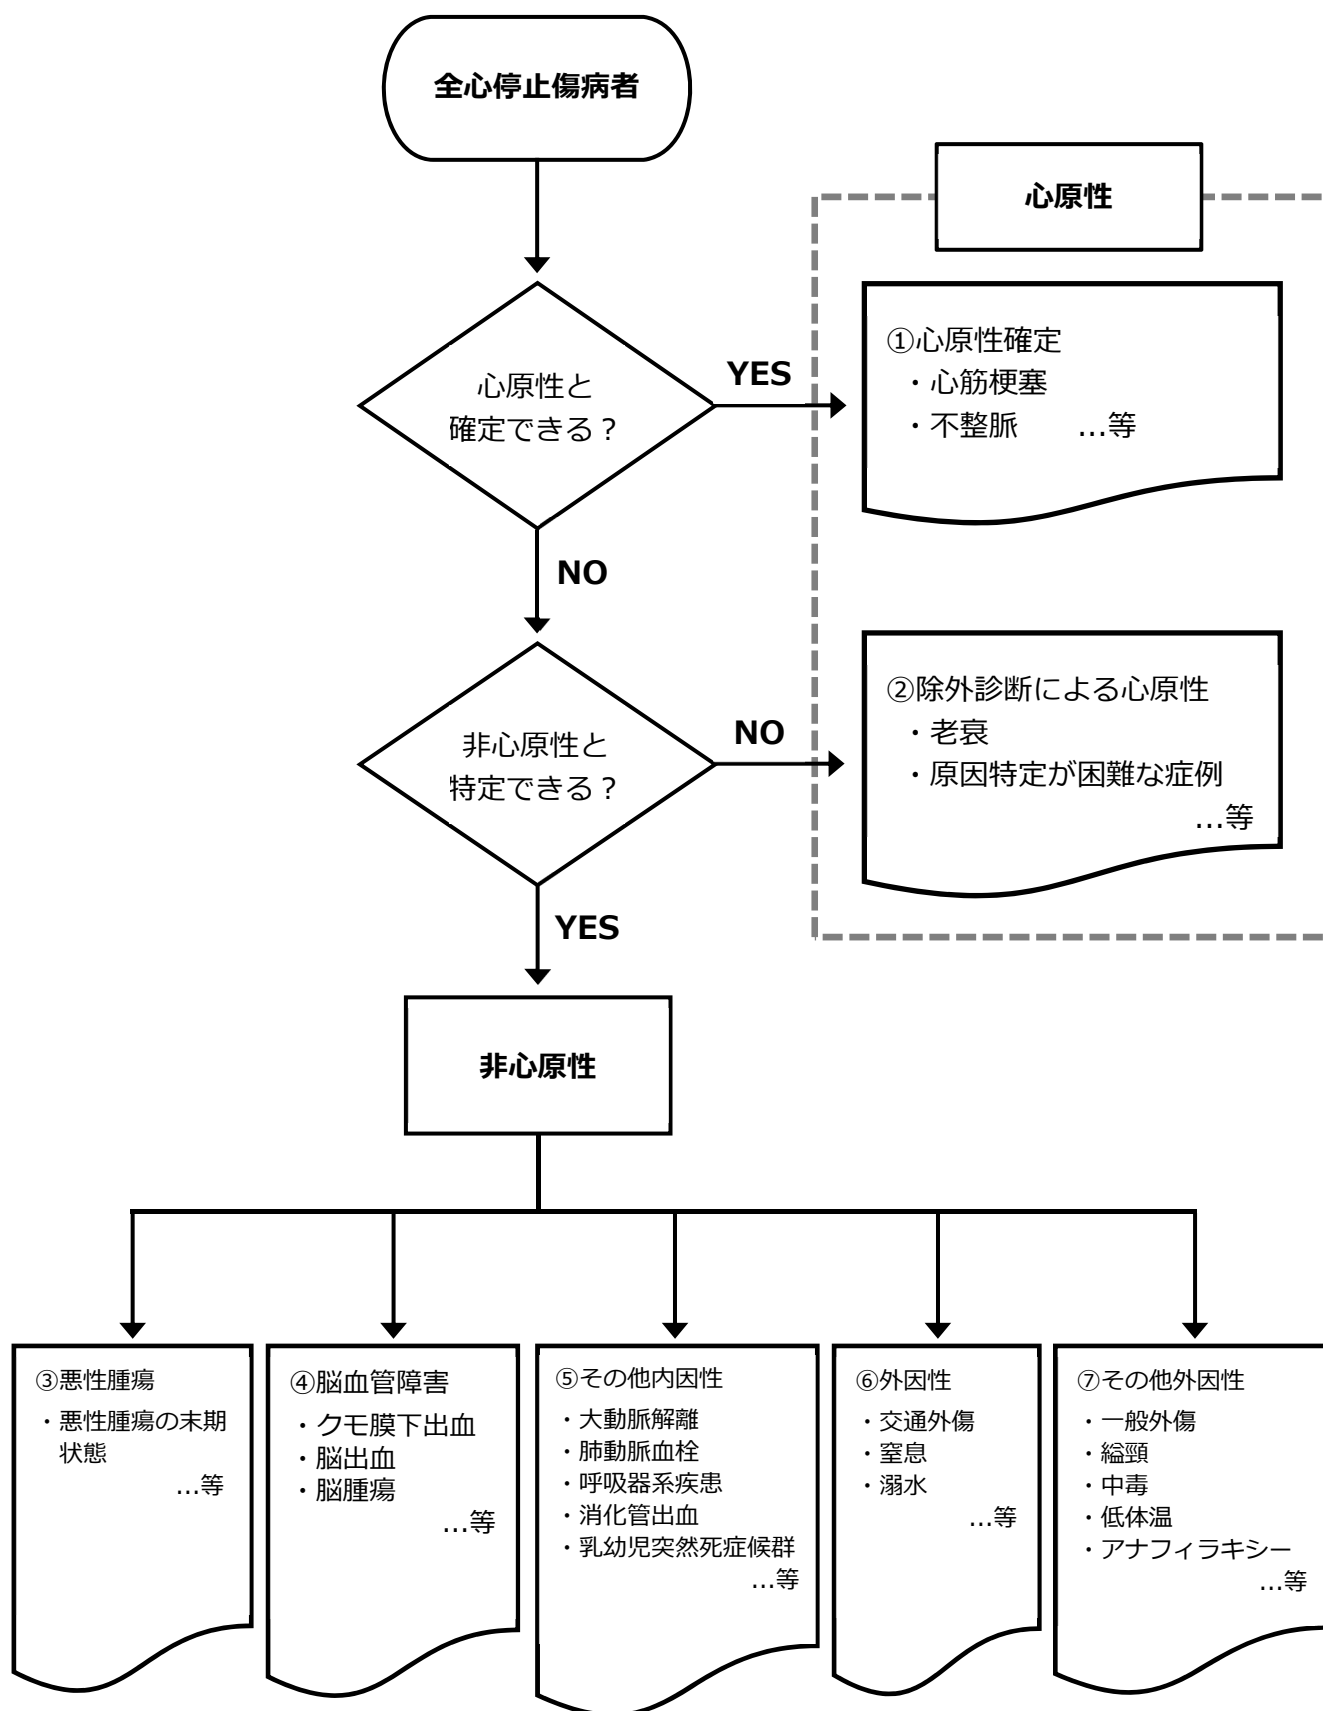 全心停止傷病者
心原性
心原性と
確定できる？
YES
①心原性確定
・心筋梗塞
・不整脈　…等
NO
非心原性と
特定できる？
NO
②除外診断による心原性
・老衰
・原因特定が困難な症例
…等
YES
非心原性
③悪性腫瘍
・悪性腫瘍の末期
状態
…等
④脳血管障害
・クモ膜下出血
・脳出血
・脳腫瘍
…等
⑤その他内因性
・大動脈解離
・肺動脈血栓
・呼吸器系疾患
・消化管出血
・乳幼児突然死症候群
…等
⑥外因性
・交通外傷
・窒息
・溺水
…等
⑦その他外因性
・一般外傷
・縊頸
・中毒
・低体温
・アナフィラキシー
…等